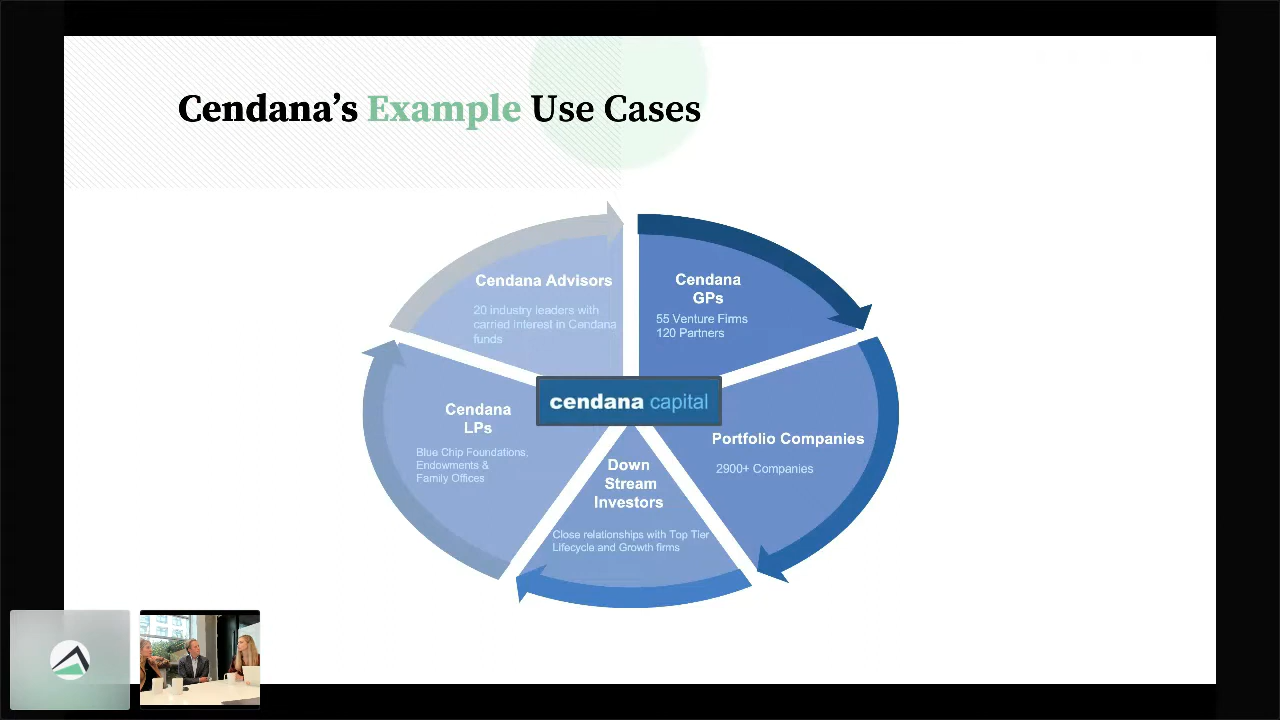 Cendana’s Example Use Cases
Cendana Advisors
20 industry leaders with
carried interest in Cendana
funds
Cendana
GPs
55 Venture Firms
120 Partners
cendana capital
Cendana
LPs
Blue Chip Foundations,
Endowments &
Family Offices
Portfolio Companies
2900+ Companies
Down
Stream
Investors
Close relationships with Top Tier
Lifecycle and Growth firms